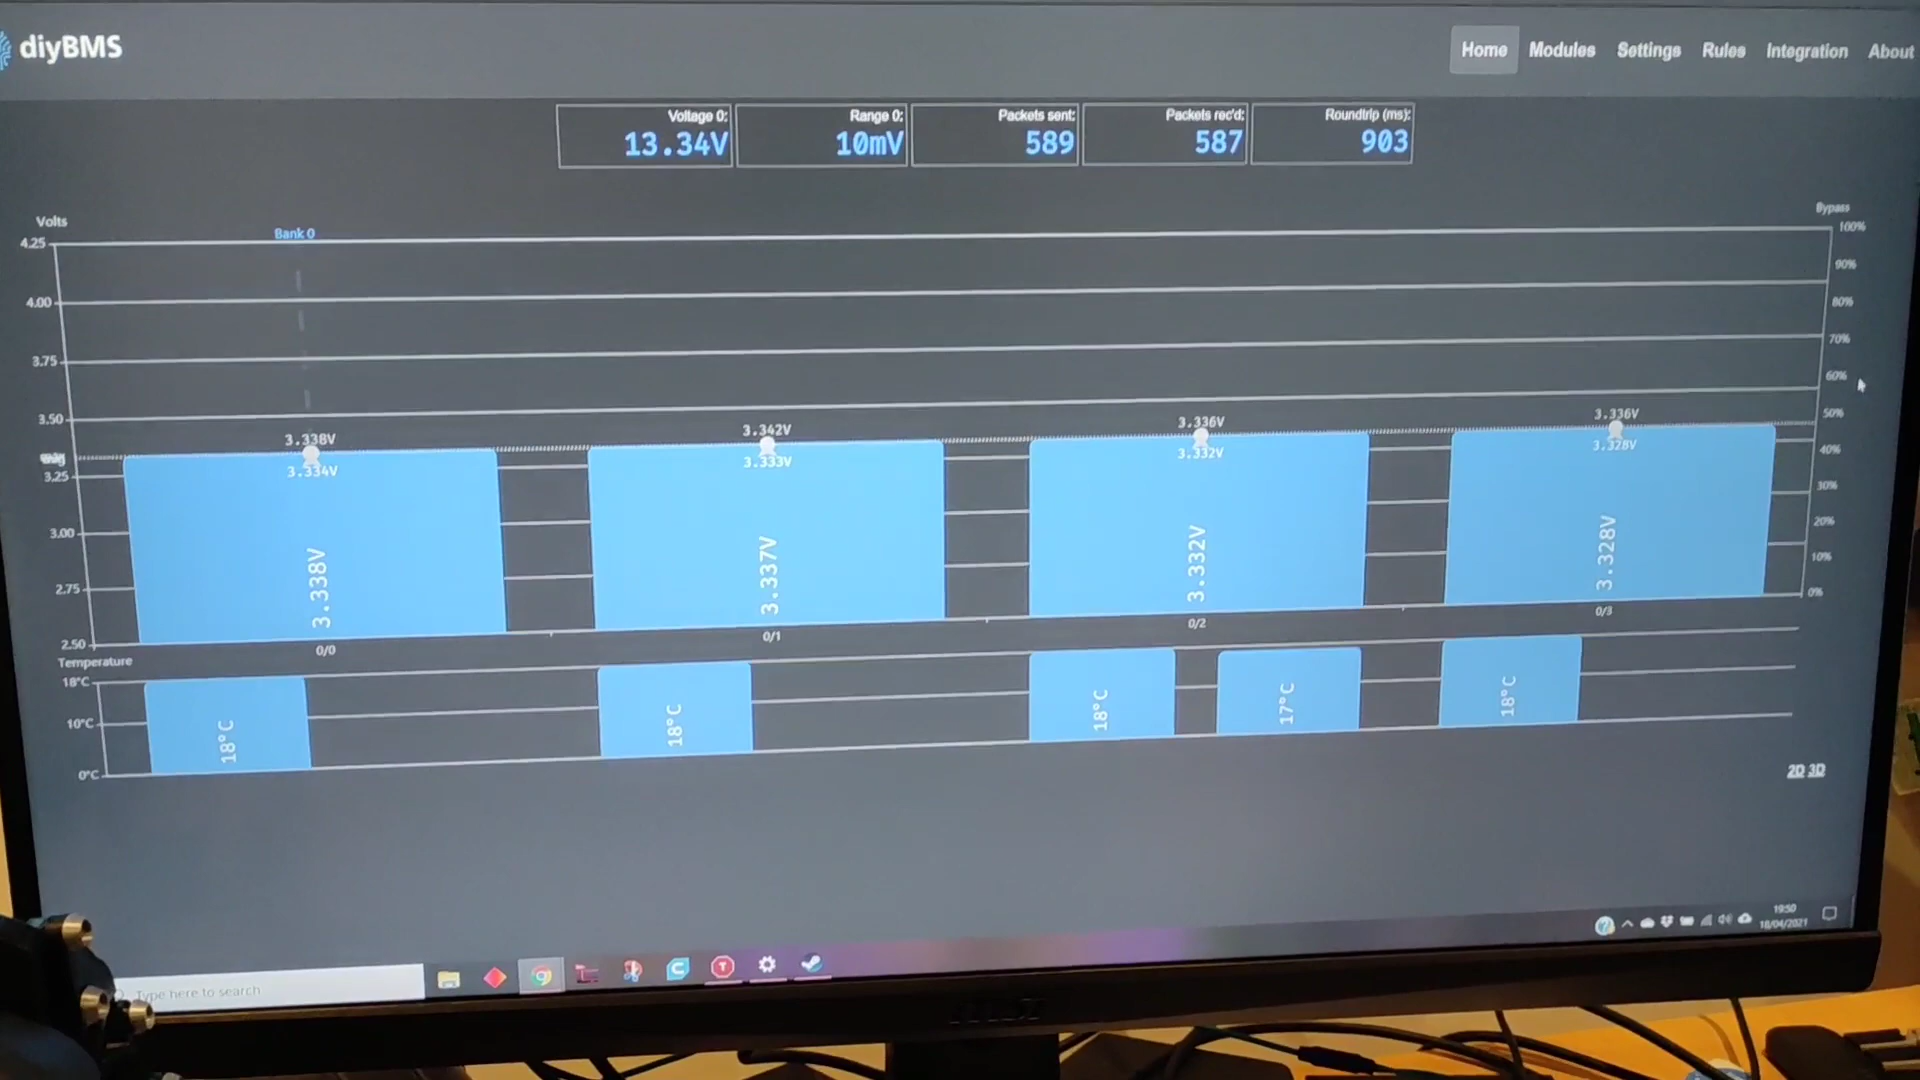 diyBMS
Home Modules Settings Rules Integration About
Voltage 0: Range 0: Packets sent: Packets rec'd: Roundtrip (ms):
13.34V 10mV 589 587 903
Volts
Bypass
Bank 0
4.25
4.00
3.75
3.50
3.25
3.00
2.75
2.50
100%
90%
80%
70%
60%
50%
40%
30%
20%
10%
0%
3.338V 3.342V 3.336V 3.336V
3.334V 3.333V 3.332V 3.328V
3.338V 3.337V 3.332V 3.328V
0/0 0/1 0/2 0/3
Temperature
18°C
10°C
0°C
18°C 18°C 18°C 17°C 18°C
2D 3D
19:50
18/04/2021
Type here to search